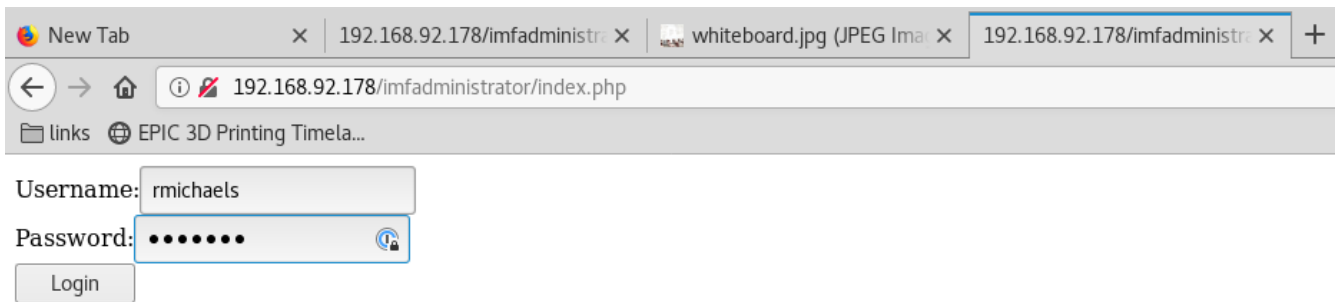 New Tab
192.168.92.178/imfadministra
whiteboard.jpg (JPEG Ima
192.168.92.178/imfadministra
192.168.92.178/imfadministrator/index.php
links
EPIC 3D Printing Timela...
Username: rmichaels
Password: •••••••
Login